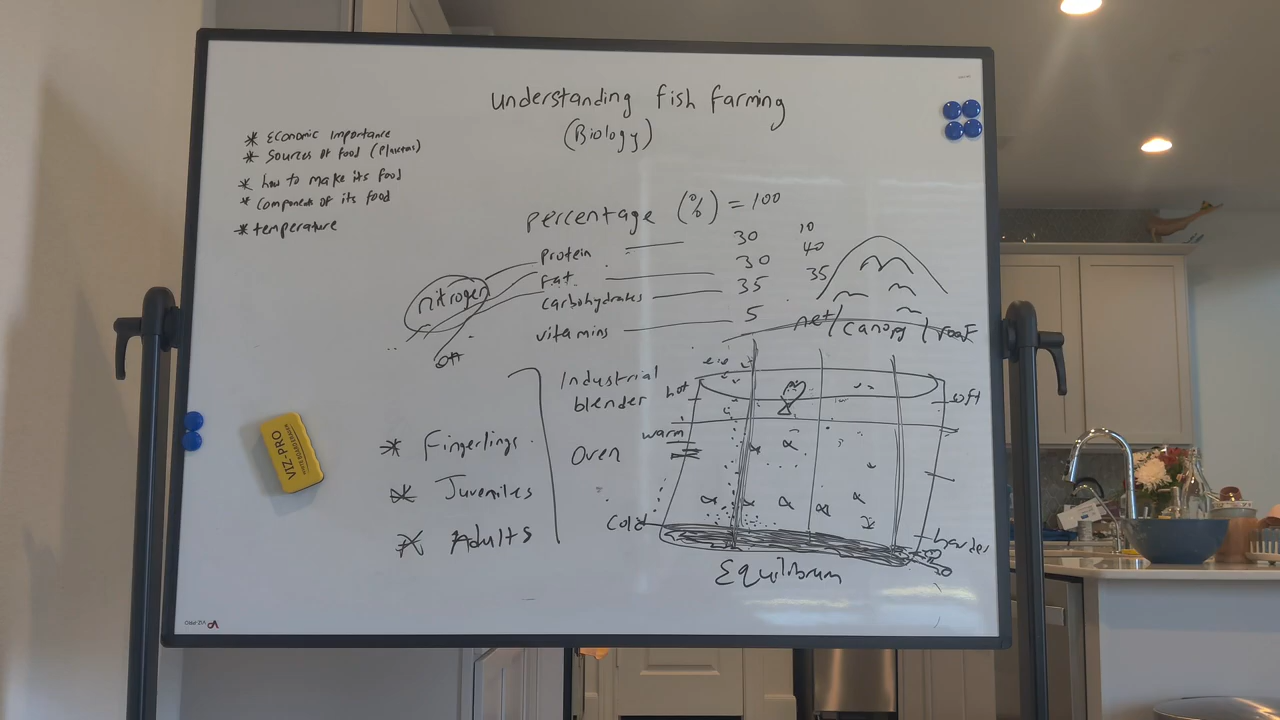 Understanding fish farming
(Biology)
* Economic Importance
* Sources of food (
* how to make its food
* components of its food
* temperature
percentage (%) = 100
protein 30 10
fat 30 40
carbohydrates 35 35
vitamins 5
nitrogen
net/canopy/roof
Industrial
blender
Oven
* Fingerlings
* Juveniles
* Adults
hot
warm
cold
soft
harder
Equilibrum
VIZ-PRO